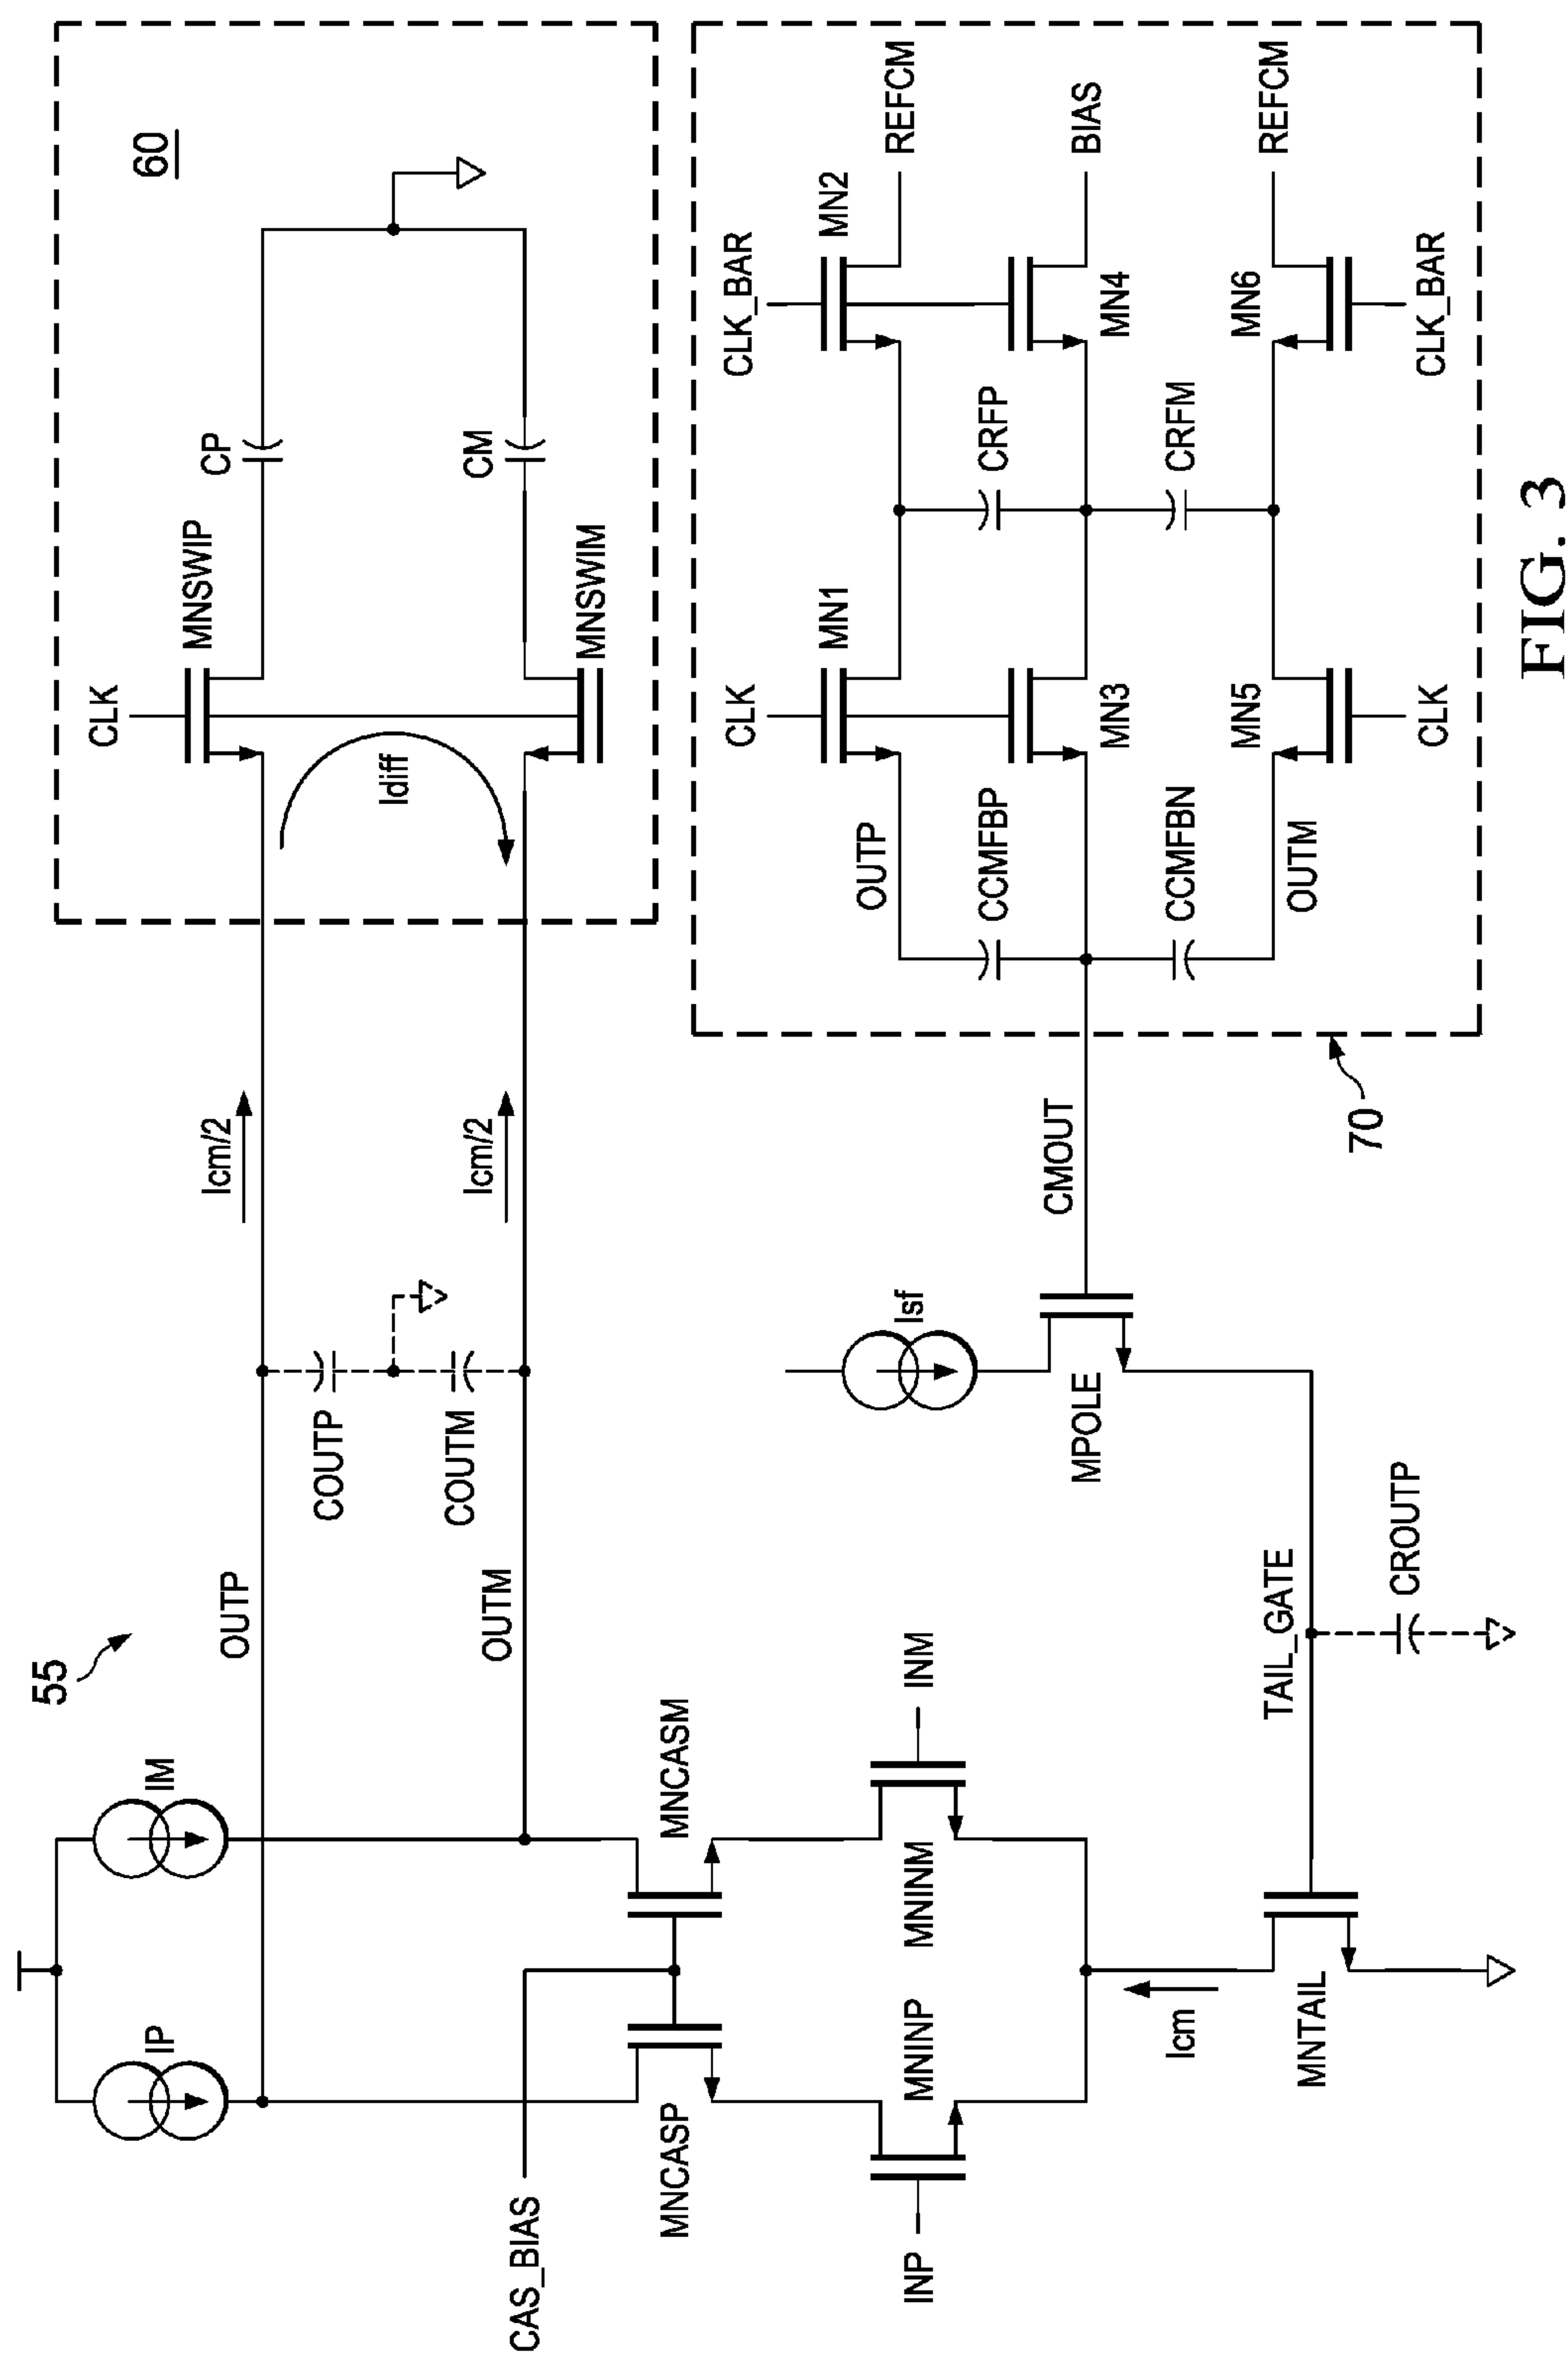 55
IP
IM
OUTP
OUTM
COUTP
COUTM
Icm/2
Icm/2
CAS_BIAS
MNCASP
MNCASM
INP
MNINP
MNINM
INM
Icm
MNTAIL
TAIL_GATE
CROUTP
Isf
MPOLE
CMOUT
60
CLK
MNSWIP
CP
Idiff
MNSWIM
CM
70
CLK
MN1
CLK_BAR
MN2
REFCM
OUTP
CCMFBP
CRFP
MN3
MN4
BIAS
CCMFBN
CRFM
OUTM
MN5
MN6
REFCM
CLK
CLK_BAR
FIG. 3